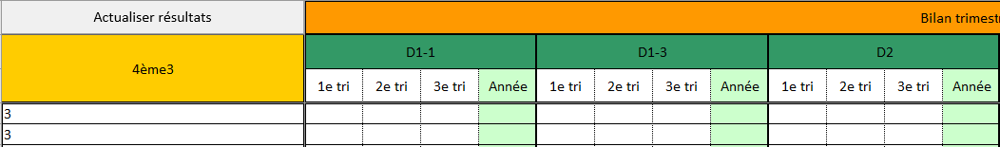 Actualiser résultats
Bilan trimest
4ème3
D1-1 D1-3 D2
1e tri 2e tri 3e tri Année 1e tri 2e tri 3e tri Année 1e tri 2e tri 3e tri Année
3
3